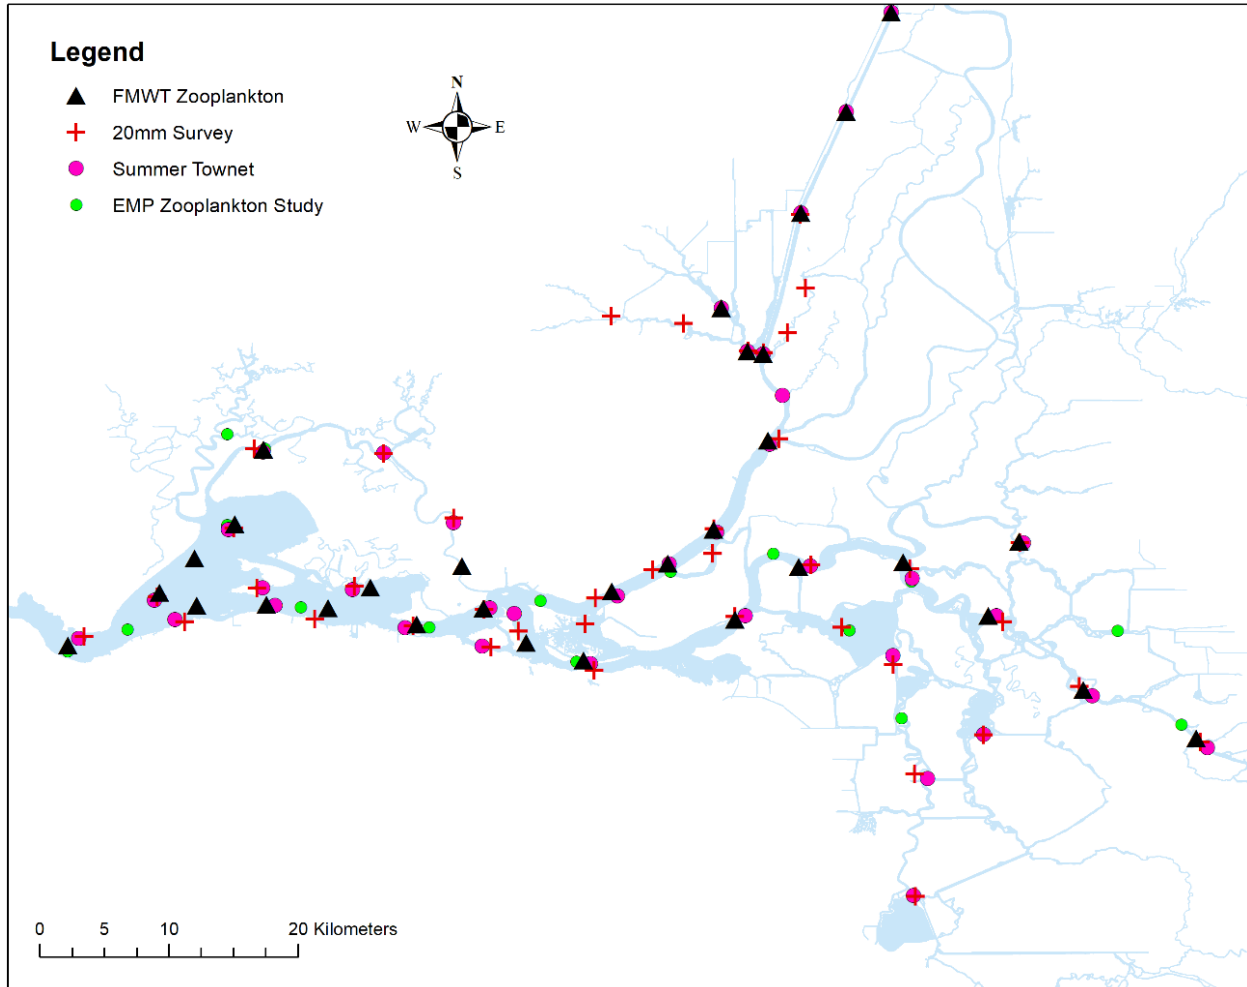 Legend
FMWT Zooplankton
20mm Survey
Summer Townet
EMP Zooplankton Study
N
W E
S
0 5 10 20 Kilometers